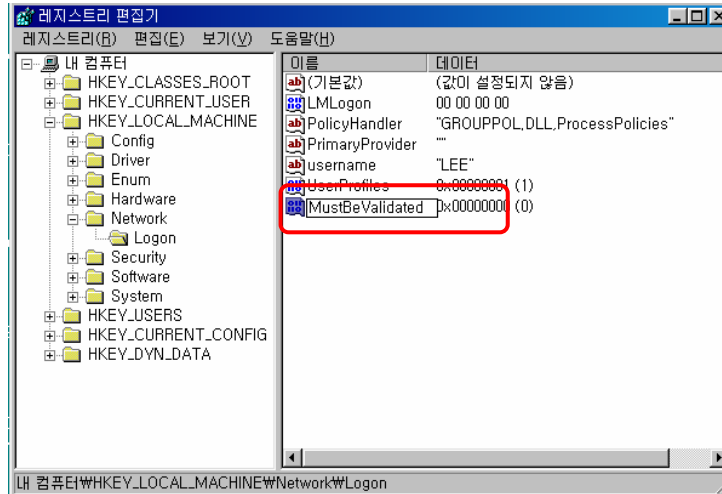 레지스트리 편집기
레지스트리(R) 편집(E) 보기(V) 도움말(H)
내 컴퓨터
HKEY_CLASSES_ROOT
HKEY_CURRENT_USER
HKEY_LOCAL_MACHINE
Config
Driver
Enum
Hardware
Network
Logon
Security
Software
System
HKEY_USERS
HKEY_CURRENT_CONFIG
HKEY_DYN_DATA
이름 데이터
(기본값) (값이 설정되지 않음)
LMLogon 00 00 00 00
PolicyHandler "GROUPPOL,DLL,ProcessPolicies"
PrimaryProvider ""
username "LEE"
UserProfiles 0x00000001 (1)
MustBeValidated 0x00000000 (0)
내 컴퓨터₩HKEY_LOCAL_MACHINE₩Network₩Logon